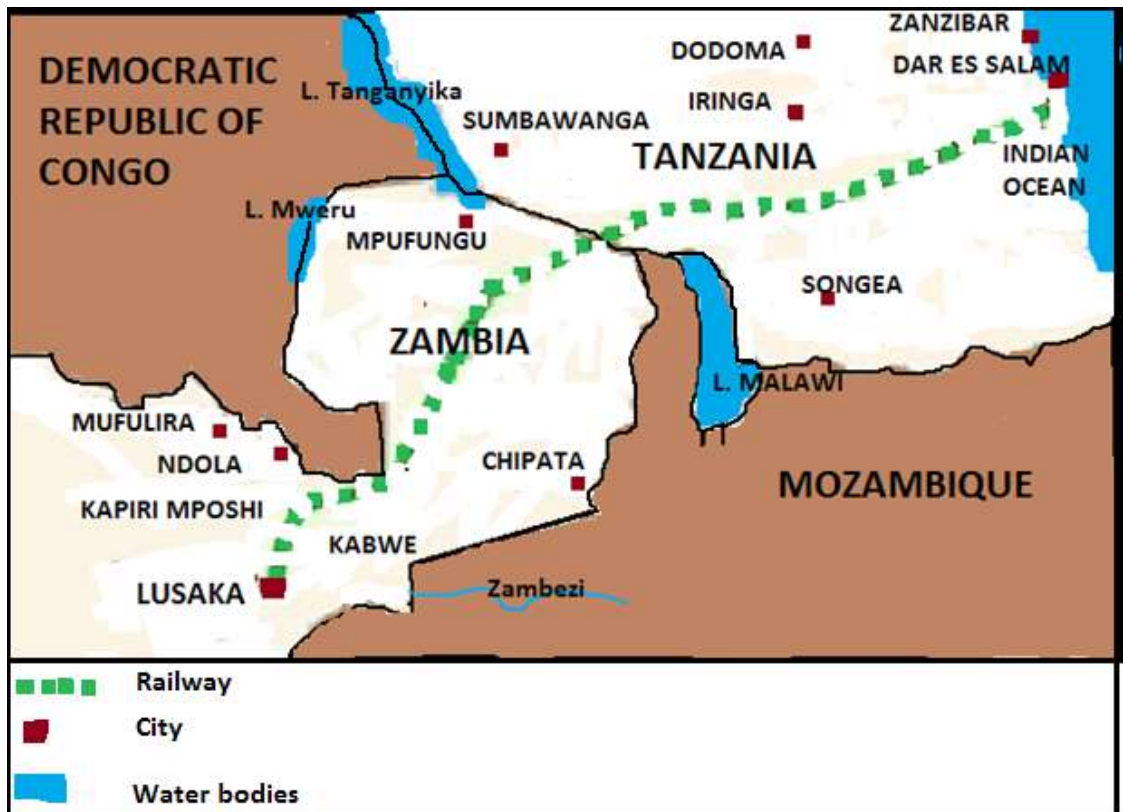 ZANZIBAR
DODOMA
DAR ES SALAM
DEMOCRATIC
REPUBLIC OF
CONGO
L. Tanganyika
IRINGA
SUMBAWANGA
TANZANIA
INDIAN
OCEAN
L. Mweru
MPUFUNGU
SONGEA
ZAMBIA
L. MALAWI
MUFULIRA
NDOLA
CHIPATA
MOZAMBIQUE
KAPIRI MPOSHI
KABWE
LUSAKA
Zambezi
Railway
City
Water bodies